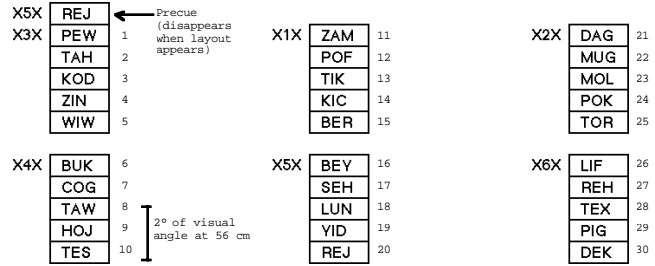 X5X REJ Precue
(disappears
when layout
appears)
X3X PEW 1 X1X ZAM 11 X2X DAG 21
TAH 2 POF 12 MUG 22
KOD 3 TIK 13 MOL 23
ZIN 4 KIC 14 POK 24
WIW 5 BER 15 TOR 25
X4X BUK 6 X5X BEY 16 X6X LIF 26
COG 7 SEH 17 REH 27
TAW 8 LUN 18 TEX 28
HOJ 9 YID 19 PIG 29
TES 10 REJ 20 DEK 30
2º of visual
angle at 56 cm